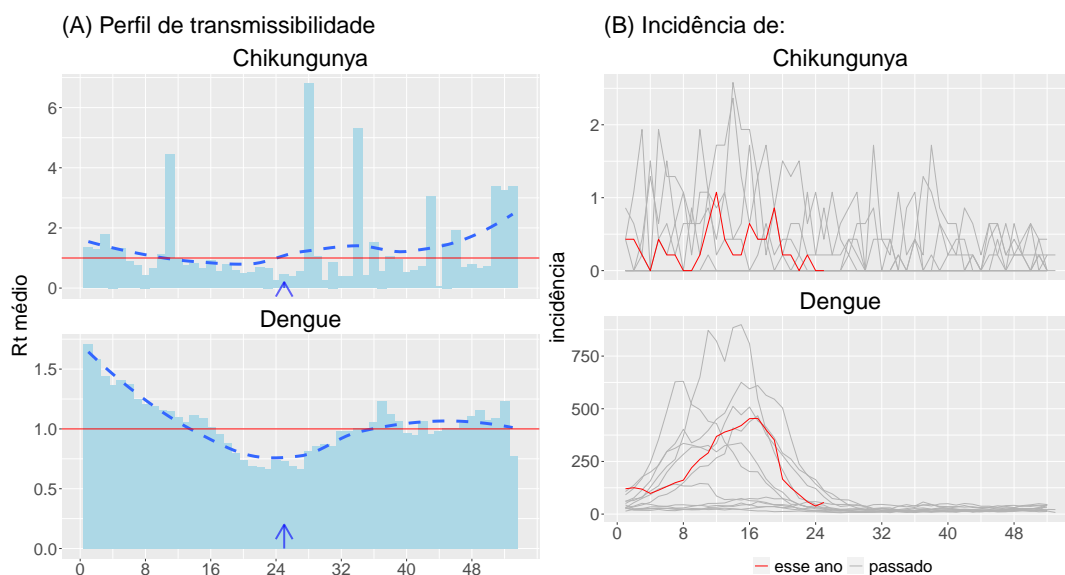 (A) Perfil de transmissibilidade
Chikungunya
6
4
2
0
Dengue
1.5
1.0
0.5
0.0
0 8 16 24 32 40 48
Rt médio
(B) Incidência de:
Chikungunya
2
1
0
Dengue
750
500
250
0
0 8 16 24 32 40 48
incidência
esse ano passado